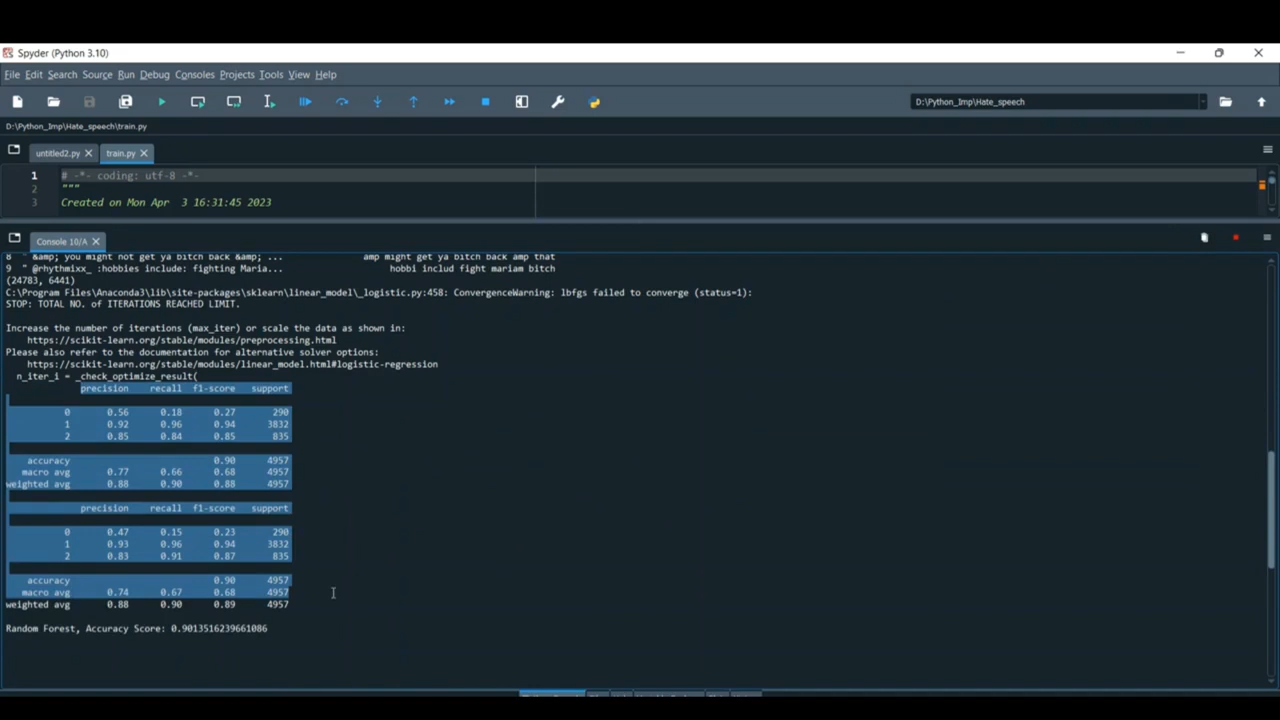 Spyder (Python 3.10)
File Edit Search Source Run Debug Consoles Projects Tools View Help
D:\Python_Imp\Hate_speech
D:\Python_Imp\Hate_speech\train.py
untitled2.py train.py
1 # -*- coding: utf-8 -*-
2 """
3 Created on Mon Apr  3 16:31:45 2023
Console 10/A
8 " &amp; you might not get ya bitch back &amp; ... amp might get ya bitch back amp that
9 " @rhythmixx_ :hobbies include: fighting Maria... hobbi includ fight mariam bitch
(24783, 6441)
C:\Program Files\Anaconda3\lib\site-packages\sklearn\linear_model\_logistic.py:458: ConvergenceWarning: lbfgs failed to converge (status=1):
STOP: TOTAL NO. of ITERATIONS REACHED LIMIT.
Increase the number of iterations (max_iter) or scale the data as shown in:
https://scikit-learn.org/stable/modules/preprocessing.html
Please also refer to the documentation for alternative solver options:
https://scikit-learn.org/stable/modules/linear_model.html#logistic-regression
n_iter_i = _check_optimize_result(
precision recall f1-score support
0 0.56 0.18 0.27 290
1 0.92 0.96 0.94 3832
2 0.85 0.84 0.85 835
accuracy 0.90 4957
macro avg 0.77 0.66 0.68 4957
weighted avg 0.88 0.90 0.88 4957
precision recall f1-score support
0 0.47 0.15 0.23 290
1 0.93 0.96 0.94 3832
2 0.83 0.91 0.87 835
accuracy 0.90 4957
macro avg 0.74 0.67 0.68 4957
weighted avg 0.88 0.90 0.89 4957
Random Forest, Accuracy Score: 0.9013516239661086